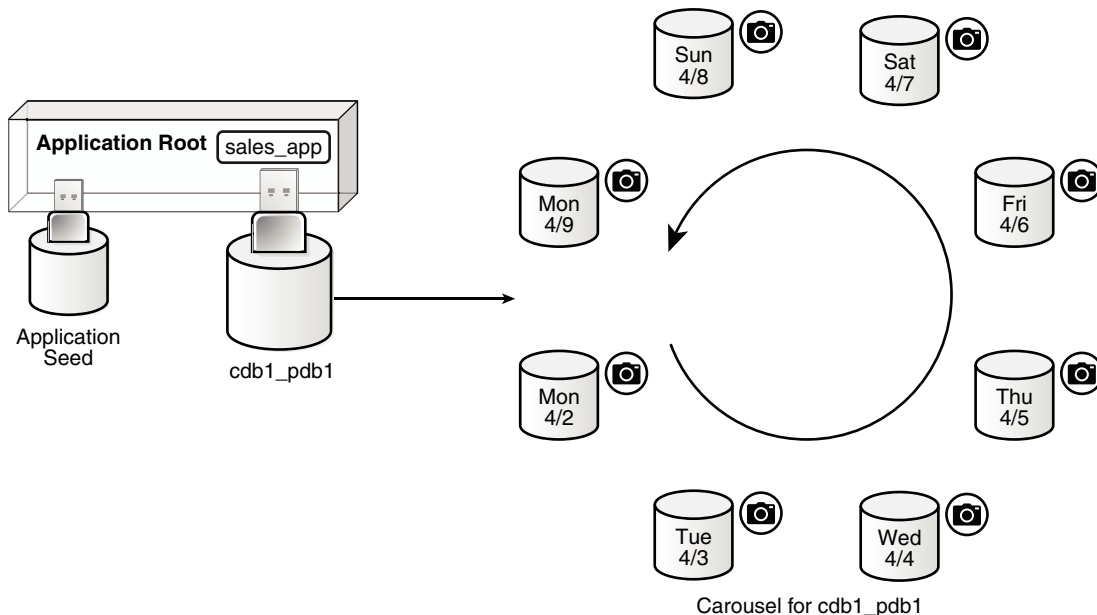 Application Root
sales_app
Application
Seed
cdb1_pdb1
Sun
4/8
Sat
4/7
Mon
4/9
Fri
4/6
Mon
4/2
Thu
4/5
Tue
4/3
Wed
4/4
Carousel for cdb1_pdb1